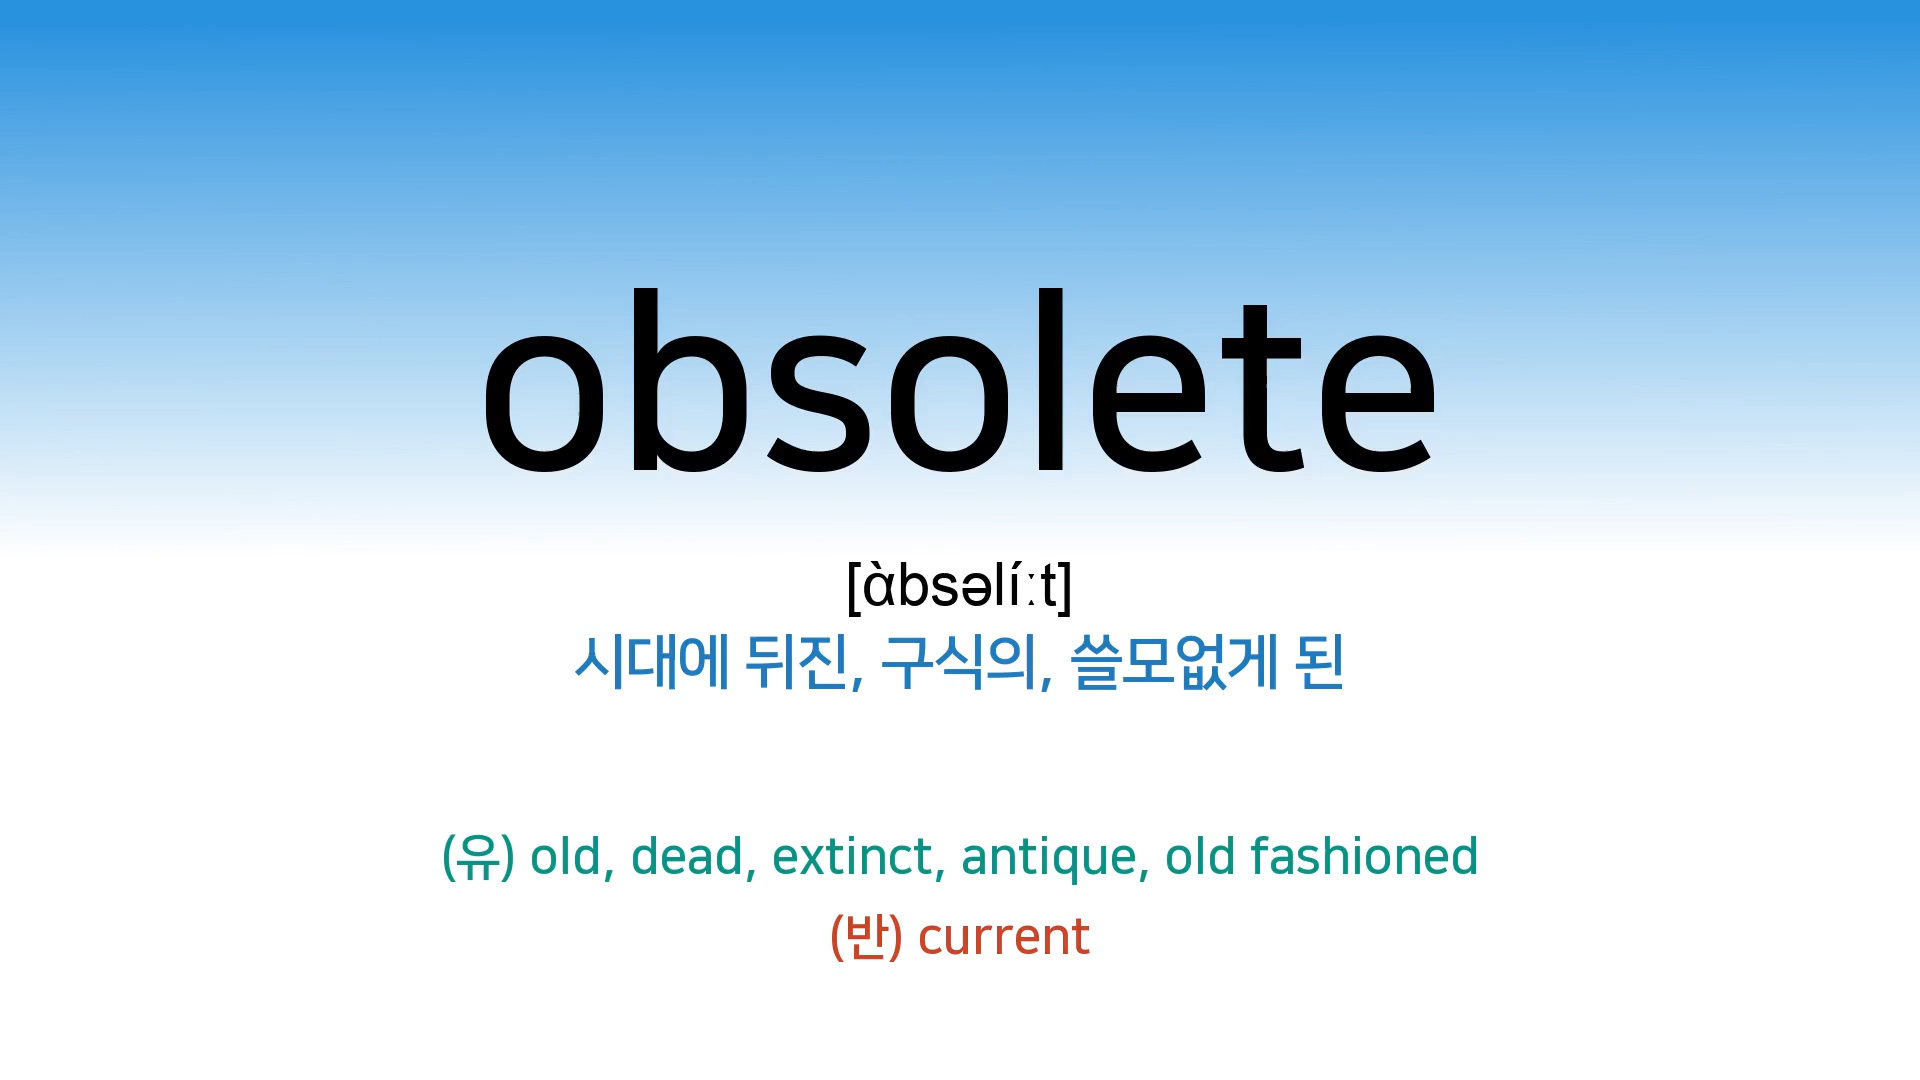 obsolete
[ɑ̀bsəlíːt]
시대에 뒤진, 구식의, 쓸모없게 된
(유) old, dead, extinct, antique, old fashioned
(반) current